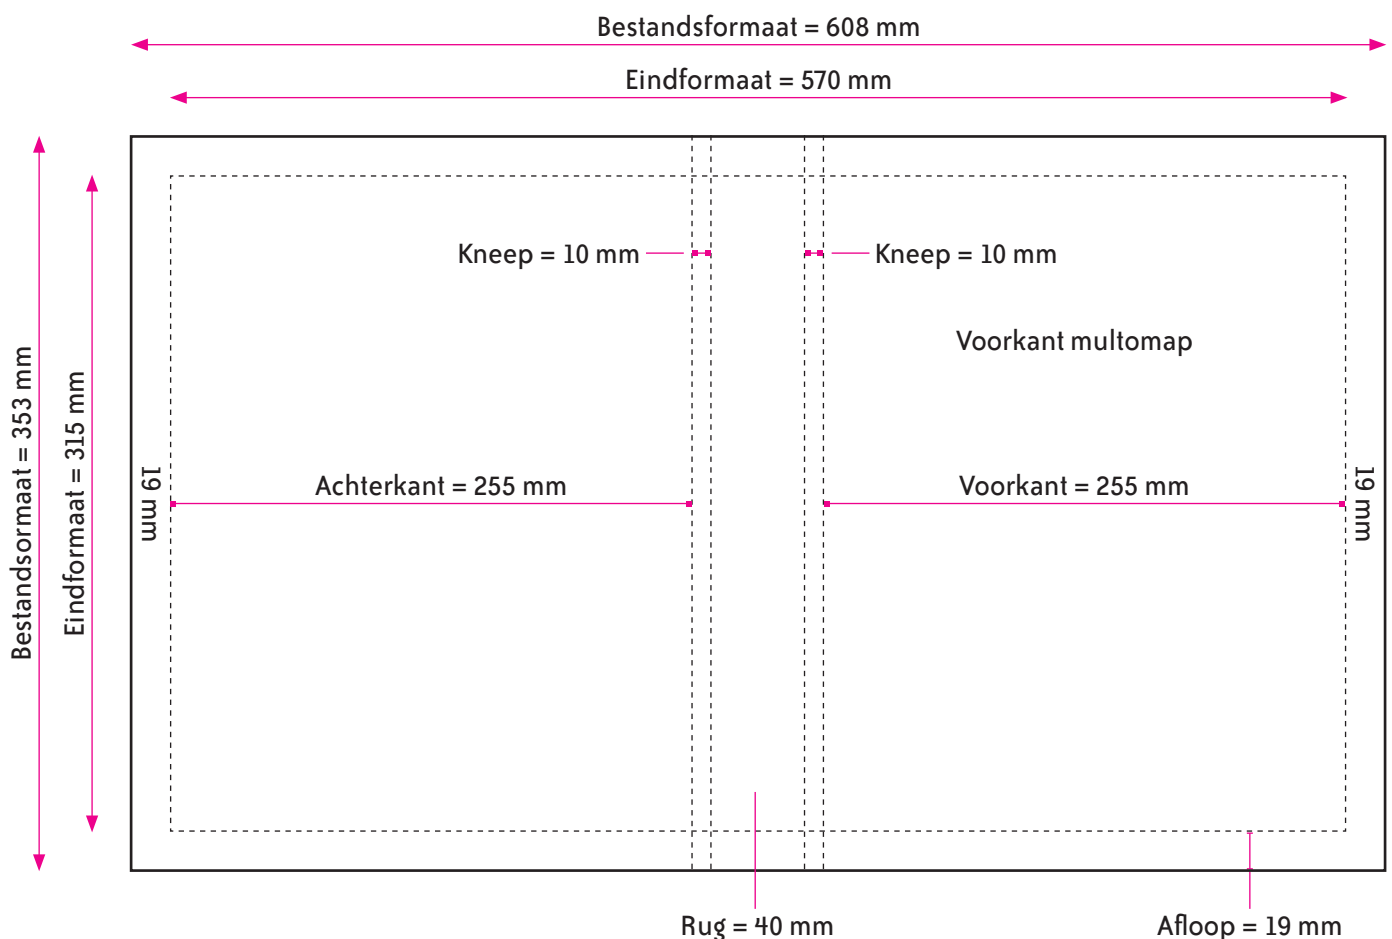 Bestandsformaat = 608 mm
Eindformaat = 570 mm
Kneep = 10 mm
Kneep = 10 mm
Voorkant multomap
Bestandsormaat = 353 mm
Eindformaat = 315 mm
19 mm
Achterkant = 255 mm
Voorkant = 255 mm
19 mm
Rug = 40 mm
Afloop = 19 mm